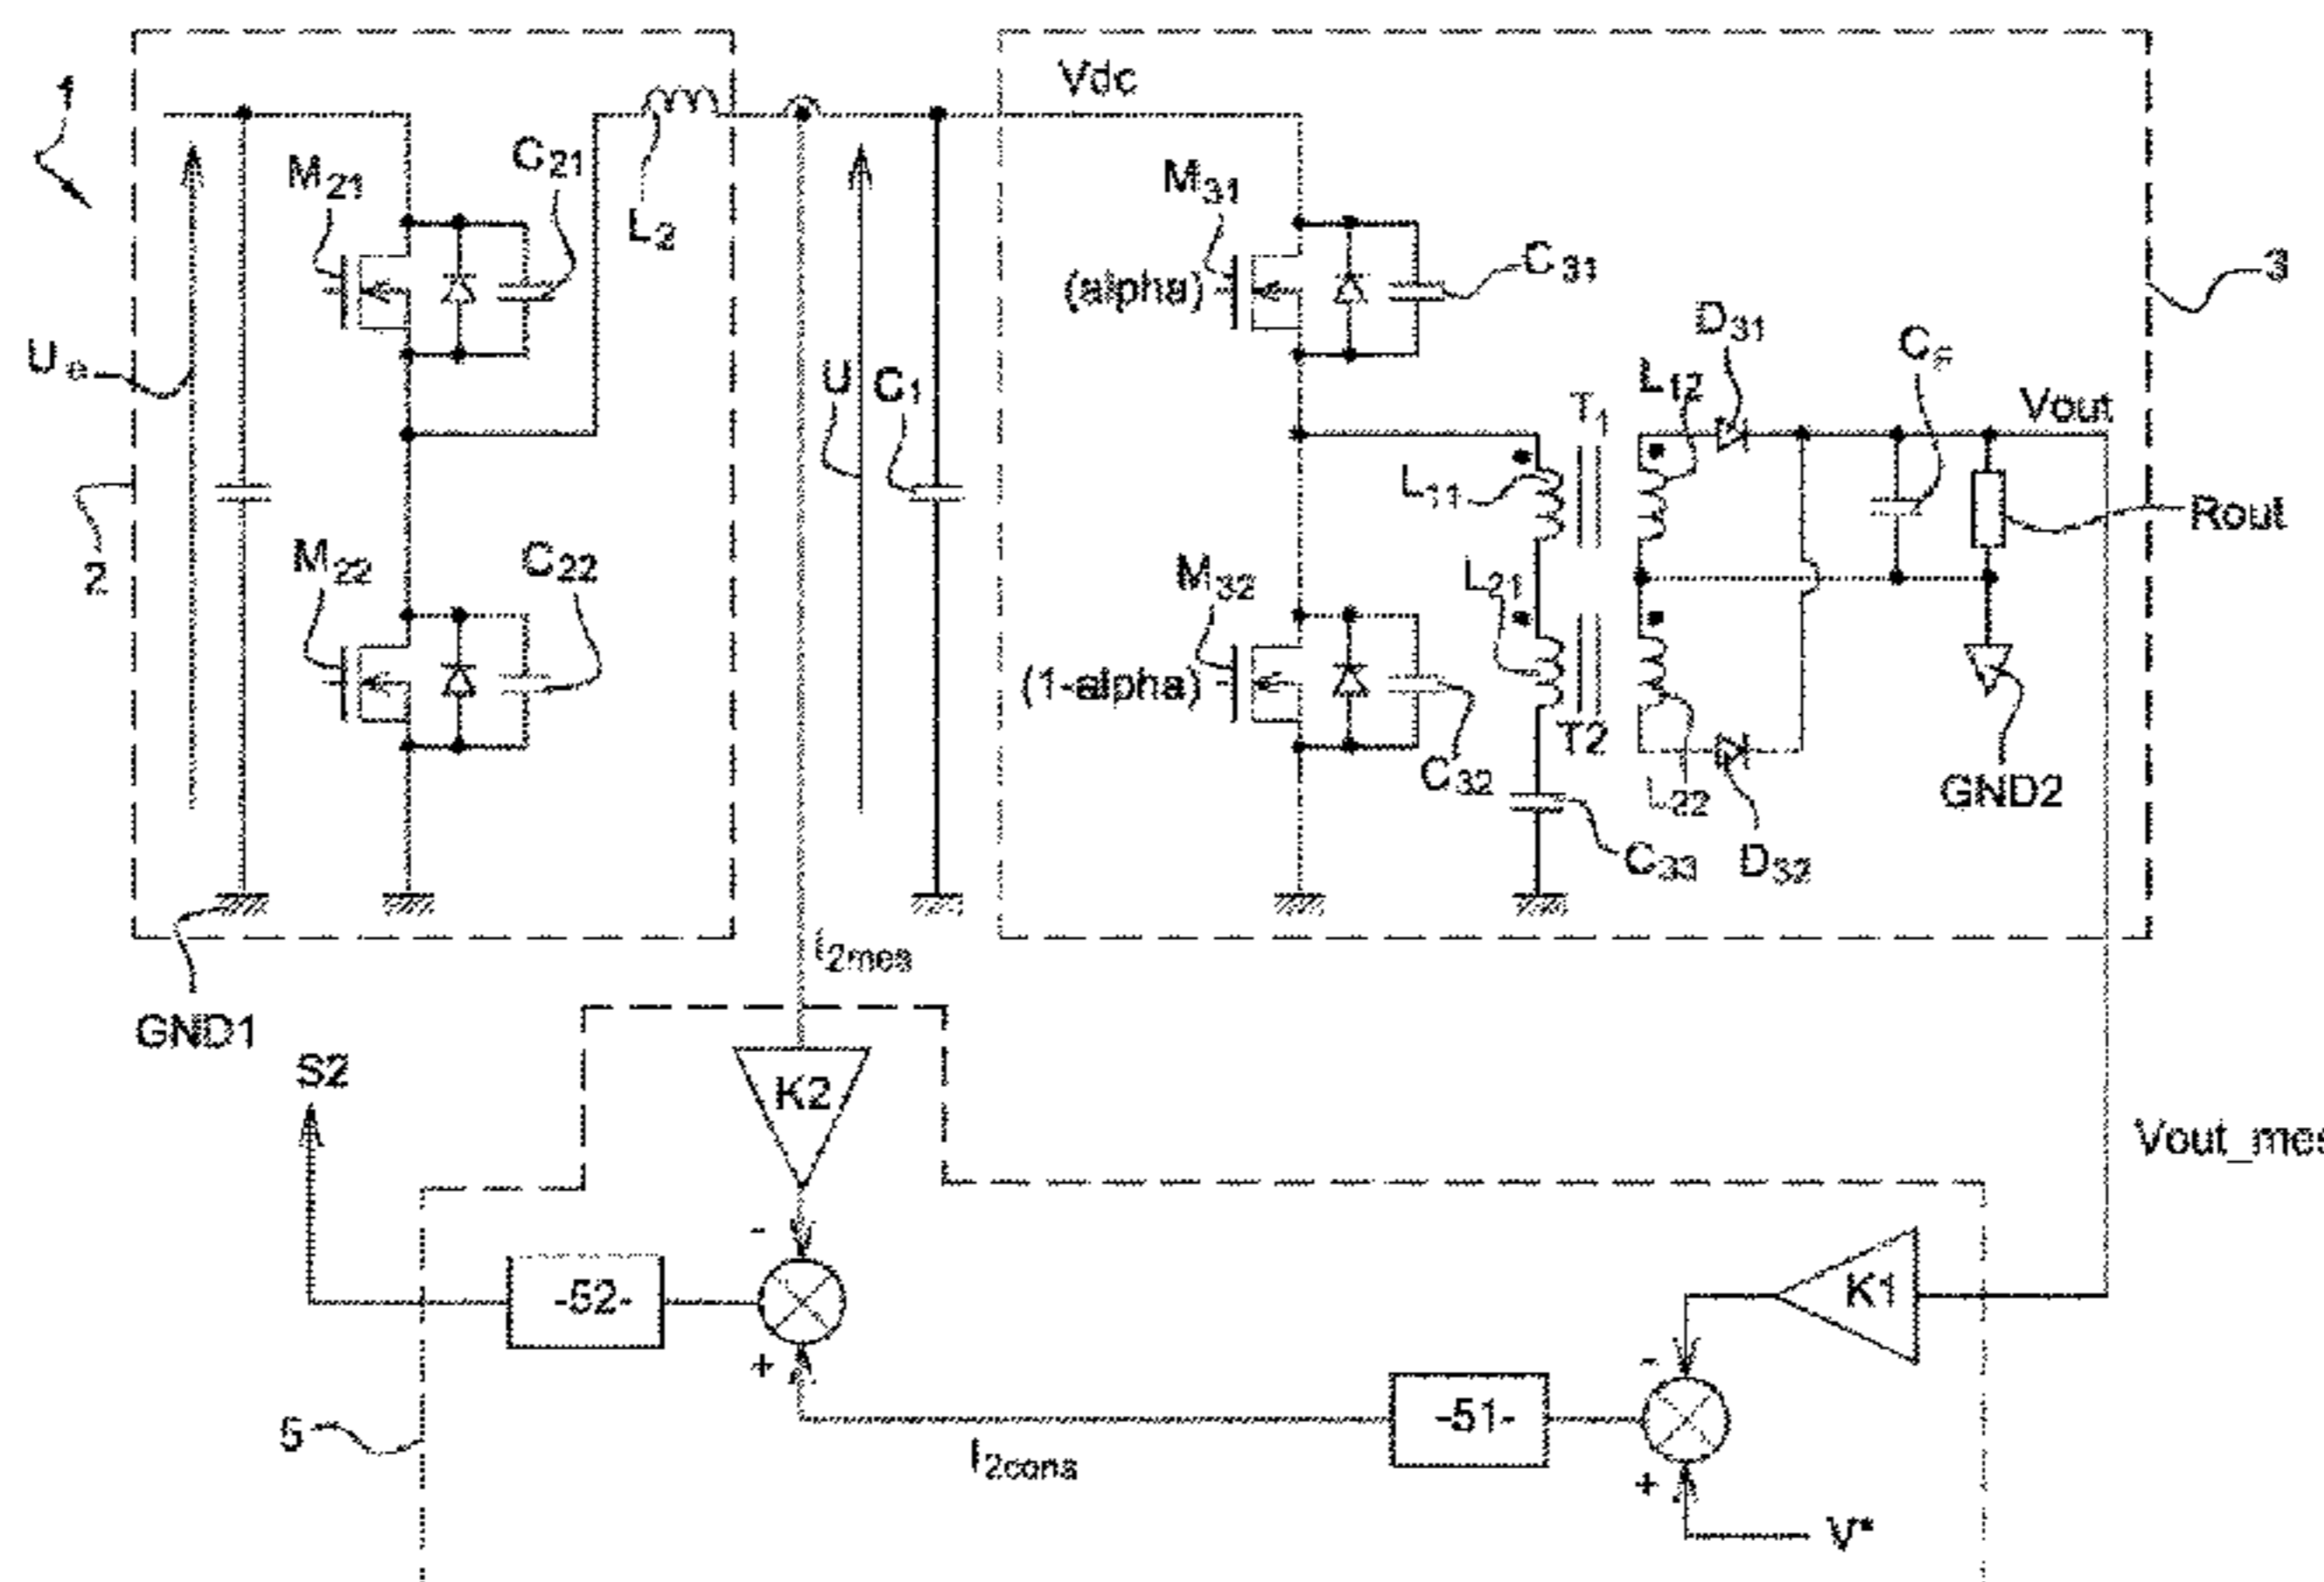 1
Vdc
C21
M21
M31
L2
C31
3
(alpha)
D31
Ue
U
C1
L12
CF
Vout
T1
L11
Rout
M22
C22
M32
L21
2
(1-alpha)
T2
C32
L22
GND2
C33
D32
I2mes
GND1
S2
K2
Vout_mes
-
K1
-52-
+
-
-51-
5
I2cons
+
V*